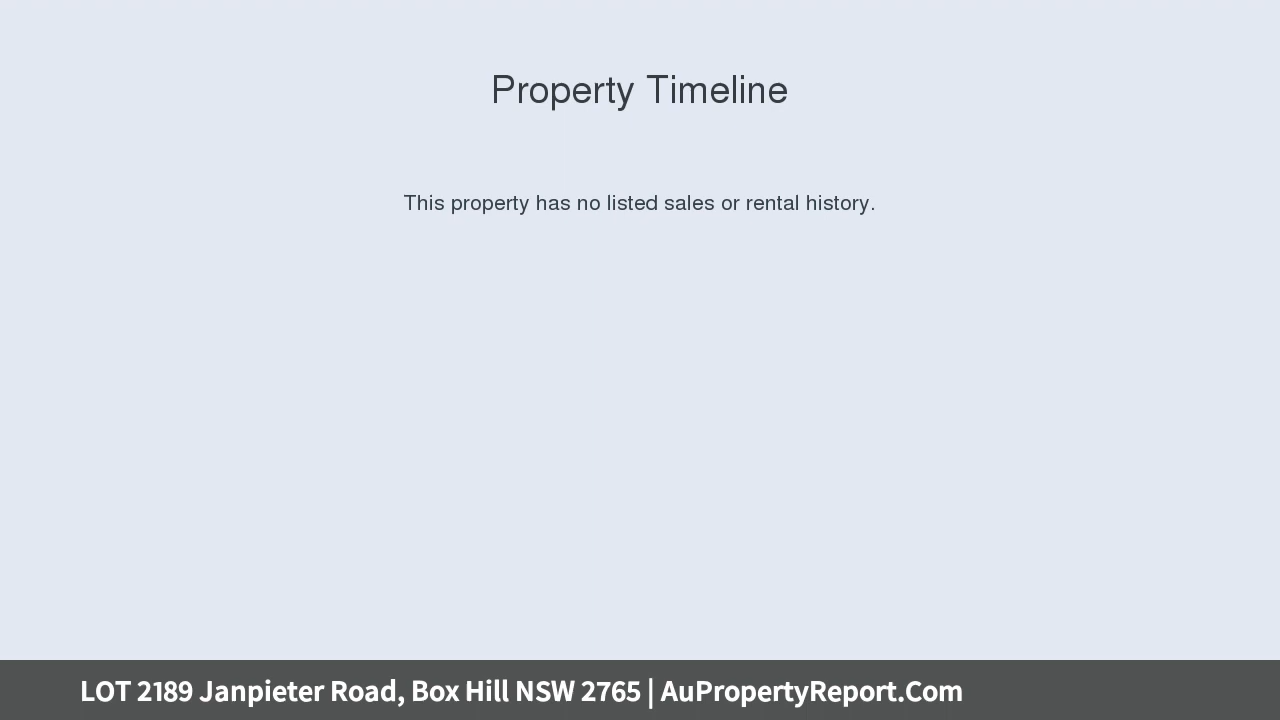 Property Timeline
This property has no listed sales or rental history.
LOT 2189 Janpieter Road, Box Hill NSW 2765 | AuPropertyReport.Com